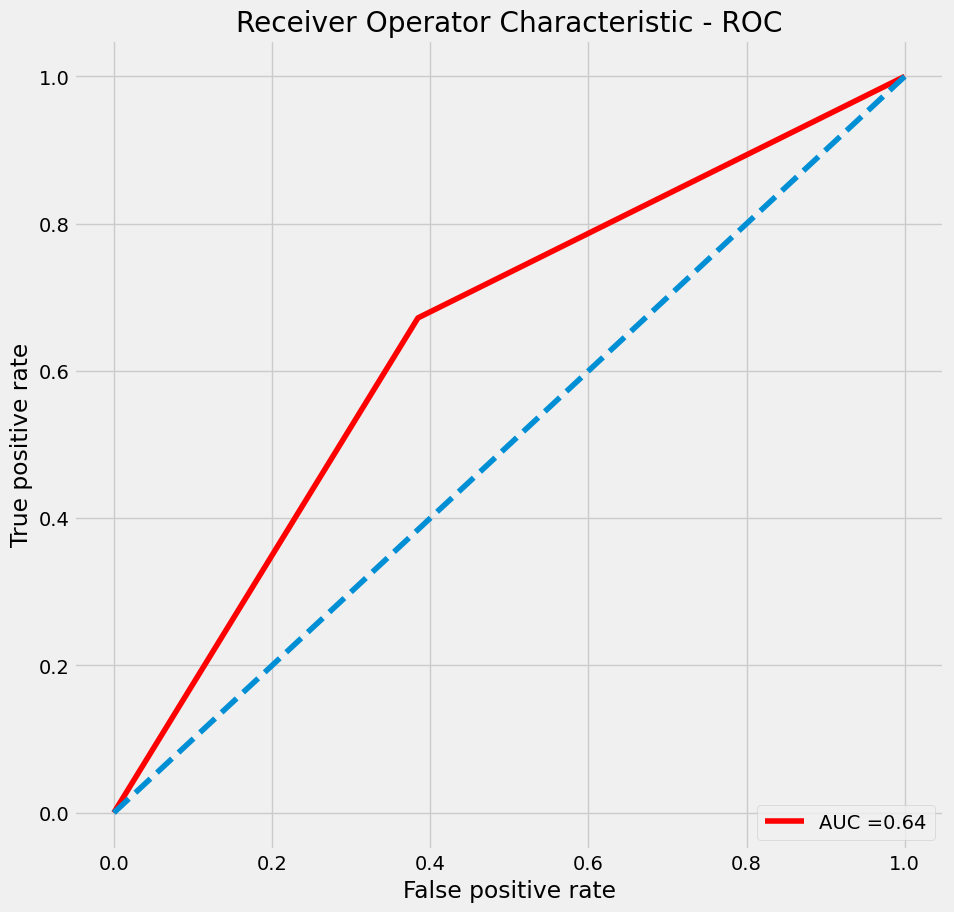 Receiver Operator Characteristic - ROC
True positive rate
1.0
0.8
0.6
0.4
0.2
0.0
0.0 0.2 0.4 0.6 0.8 1.0
False positive rate
AUC =0.64